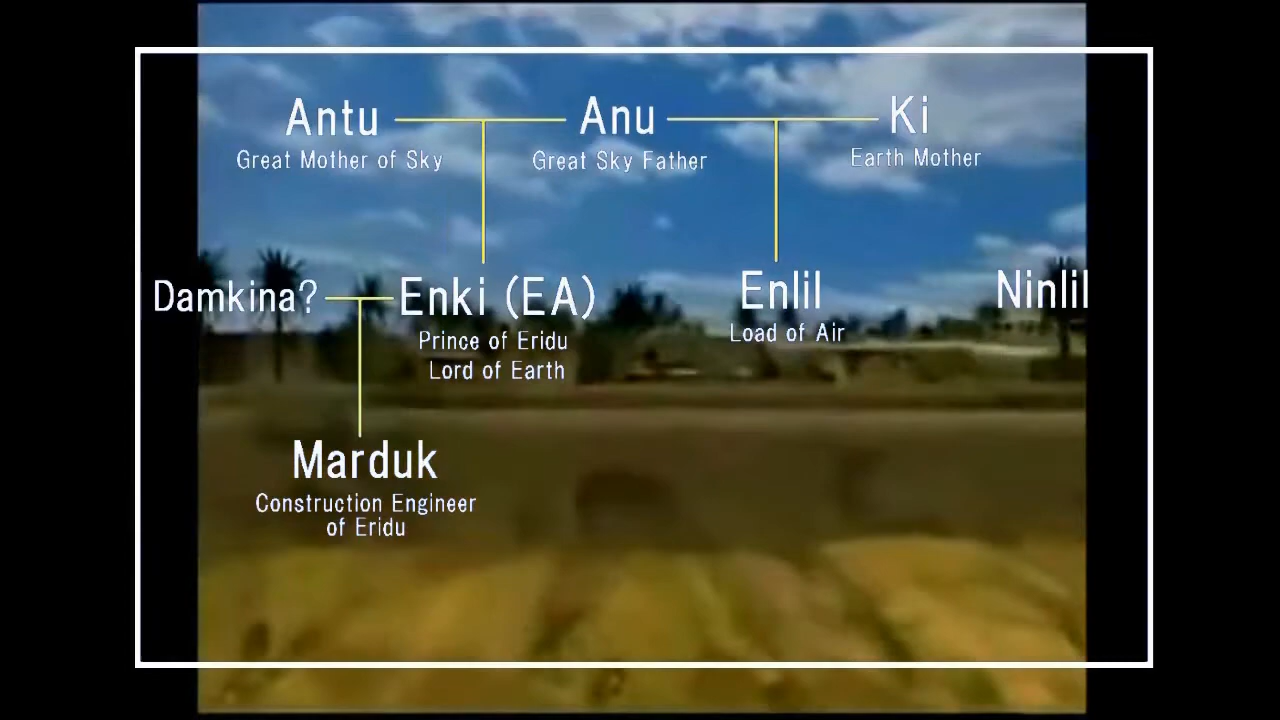 Antu Anu Ki
Great Mother of Sky Great Sky Father Earth Mother
Damkina? Enki (EA) Enlil Ninlil
Prince of Eridu Load of Air
Lord of Earth
Marduk
Construction Engineer
of Eridu